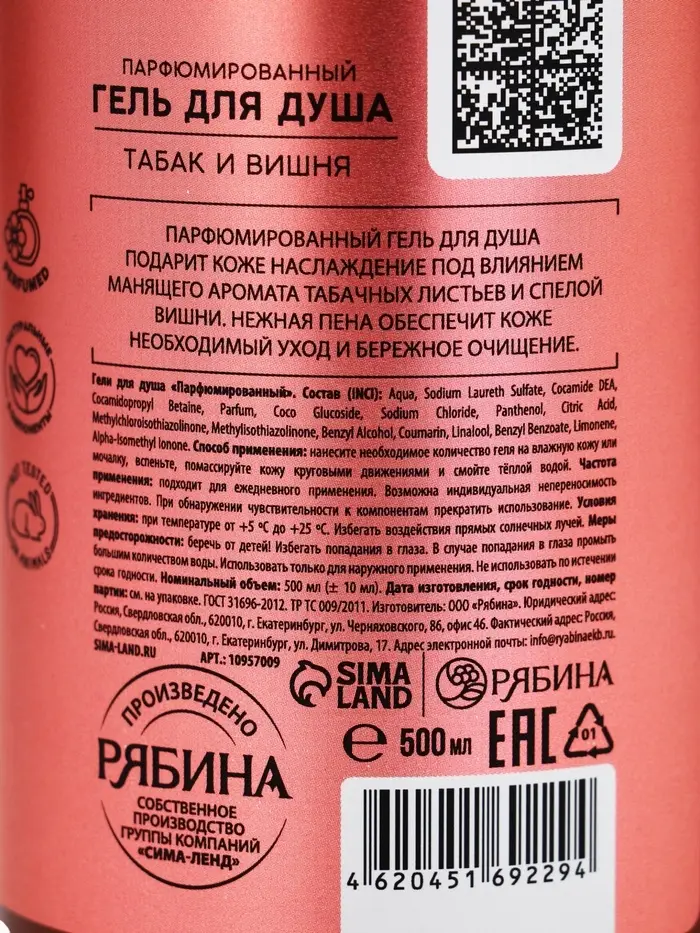 ПАРФЮМИРОВАННЫЙ
ГЕЛЬ ДЛЯ ДУША
ТАБАК И ВИШНЯ
PERFUMED
ПАРФЮМИРОВАННЫЙ ГЕЛЬ ДЛЯ ДУША
ПОДАРИТ КОЖЕ НАСЛАЖДЕНИЕ ПОД ВЛИЯНИЕМ
МАНЯЩЕГО АРОМАТА ТАБАЧНЫХ ЛИСТЬЕВ И СПЕЛОЙ
ВИШНИ. НЕЖНАЯ ПЕНА ОБЕСПЕЧИТ КОЖЕ
НЕОБХОДИМЫЙ УХОД И БЕРЕЖНОЕ ОЧИЩЕНИЕ.
Гели для душа «Парфюмированный». Состав (INCI): Aqua, Sodium Laureth Sulfate, Cocamide DEA,
Cocamidopropyl Betaine, Parfum, Coco Glucoside, Sodium Chloride, Panthenol, Citric Acid,
Methylchloroisothiazolinone, Methylisothiazolinone, Benzyl Alcohol, Coumarin, Linalool, Benzyl Benzoate, Limonene,
Alpha-Isomethyl Ionone. Способ применения: нанесите необходимое количество геля на влажную кожу или
мочалку, вспеньте, помассируйте кожу круговыми движениями и смойте тёплой водой. Частота
применения: подходит для ежедневного применения. Возможна индивидуальная непереносимость
ингредиентов. При обнаружении чувствительности к компонентам прекратить использование. Условия
хранения: при температуре от +5 ºС до +25 ºС. Избегать воздействия прямых солнечных лучей. Меры
предосторожности: беречь от детей! Избегать попадания в глаза. В случае попадания в глаза промыть
большим количеством воды. Использовать только для наружного применения. Не использовать по истечении
срока годности. Номинальный объем: 500 мл (± 10 мл). Дата изготовления, срок годности, номер
партии: см. на упаковке. ГОСТ 31696-2012. ТР ТС 009/2011. Изготовитель: ООО «Рябина». Юридический адрес:
Россия, Свердловская обл., 620010, г. Екатеринбург, ул. Черняховского, 86, офис 46. Фактический адрес: Россия,
Свердловская обл., 620010, г. Екатеринбург, ул. Димитрова, 17. Адрес электронной почты: info@ryabinaekb.ru
SIMA-LAND.RU АРТ.: 10957009
SIMA LAND
РЯБИНА
ПРОИЗВЕДЕНО
РЯБИНА
СОБСТВЕННОЕ
ПРОИЗВОДСТВО
ГРУППЫ КОМПАНИЙ
«СИМА-ЛЕНД»
℮ 500 мл EAC 01
4 620451 692294